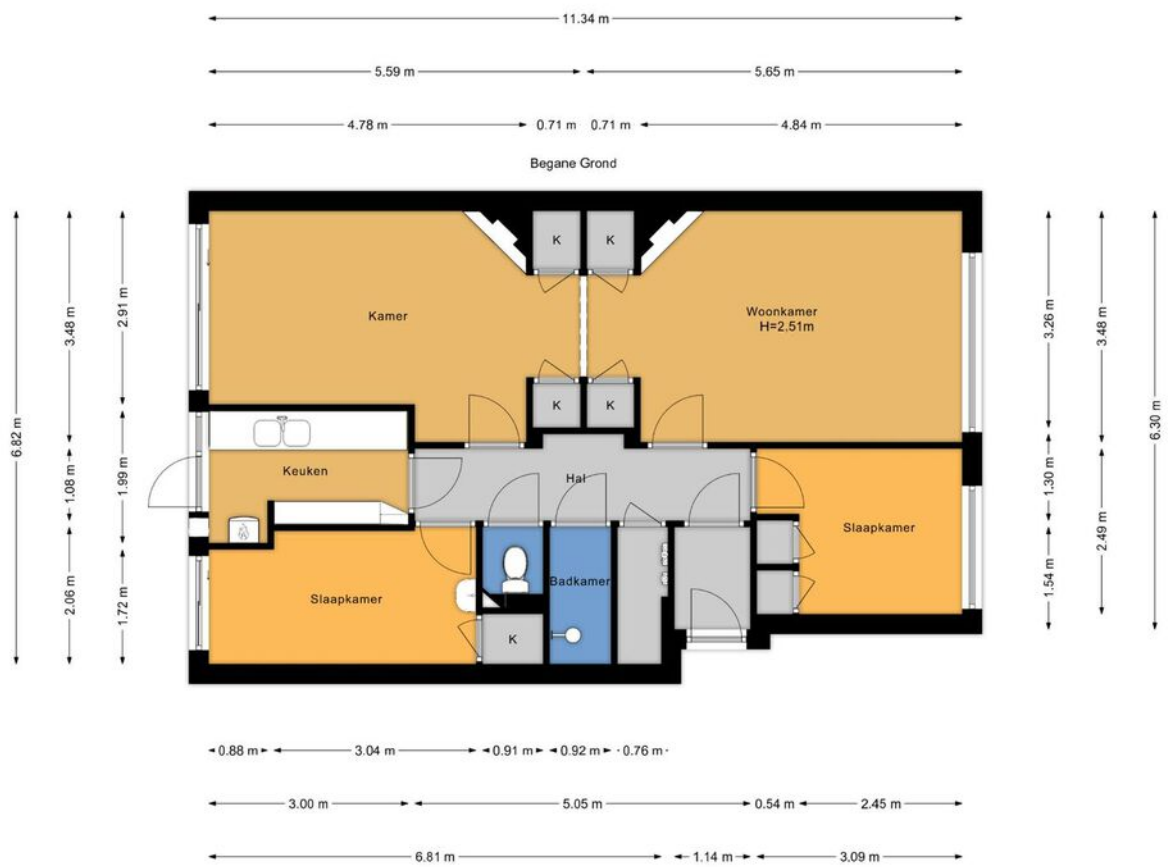 11.34 m
5.59 m
5.65 m
4.78 m
0.71 m
0.71 m
4.84 m
Begane Grond
6.82 m
3.48 m
1.08 m
2.06 m
2.91 m
1.99 m
1.72 m
K
K
Kamer
Woonkamer
H=2.51m
K
K
Keuken
Hal
Slaapkamer
Slaapkamer
Badkamer
K
3.26 m
1.30 m
1.54 m
3.48 m
2.49 m
6.30 m
0.88 m
3.04 m
0.91 m
0.92 m
0.76 m
3.00 m
5.05 m
0.54 m
2.45 m
6.81 m
1.14 m
3.09 m